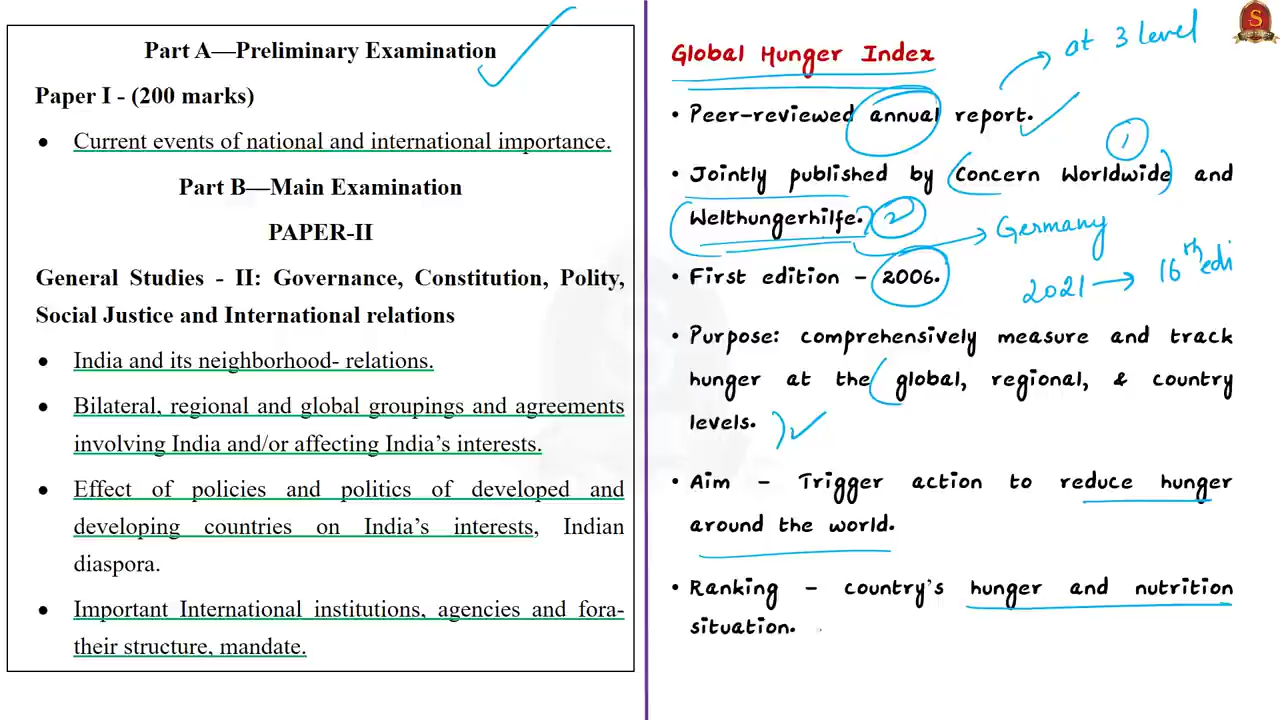 Part A—Preliminary Examination
Paper I - (200 marks)
● Current events of national and international importance.
Part B—Main Examination
PAPER-II
General Studies - II: Governance, Constitution, Polity,
Social Justice and International relations
● India and its neighborhood- relations.
● Bilateral, regional and global groupings and agreements
involving India and/or affecting India's interests.
● Effect of policies and politics of developed and
developing countries on India's interests, Indian
diaspora.
● Important International institutions, agencies and fora-
their structure, mandate.
Global Hunger Index
at 3 level
• Peer-reviewed annual report.
1
• Jointly published by Concern Worldwide and
Welthungerhilfe. 2
Germany
• First edition – 2006.
2021 → 16th edi
• Purpose: comprehensively measure and track
hunger at the global, regional, & country
levels.
• Aim – Trigger action to reduce hunger
around the world.
• Ranking – country's hunger and nutrition
situation.
S